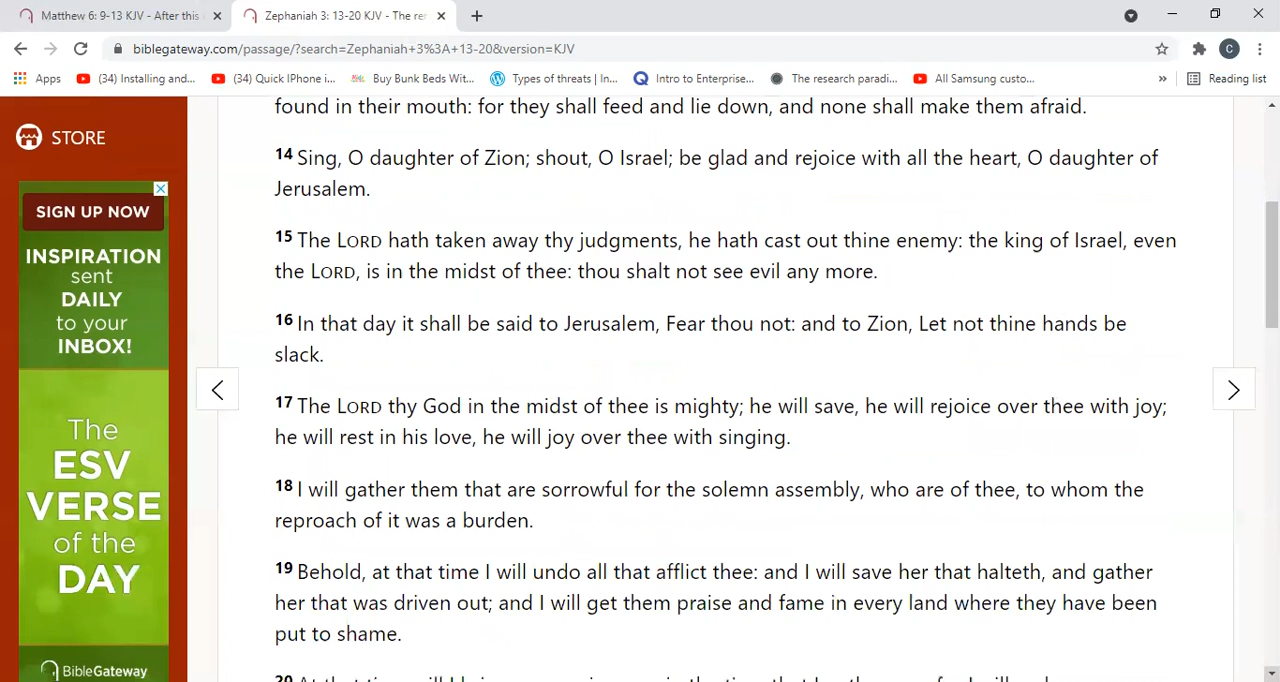 Matthew 6: 9-13 KJV - After this
Zephaniah 3: 13-20 KJV - The re
biblegateway.com/passage/?search=Zephaniah+3%3A+13-20&version=KJV
C
Apps
(34) Installing and...
(34) Quick IPhone i...
Buy Bunk Beds Wit...
Types of threats | In...
Intro to Enterprise...
The research paradi...
All Samsung custo...
»
Reading list
STORE
SIGN UP NOW
INSPIRATION
sent
DAILY
to your
INBOX!
The
ESV
VERSE
of the
DAY
BibleGateway
found in their mouth: for they shall feed and lie down, and none shall make them afraid.
14 Sing, O daughter of Zion; shout, O Israel; be glad and rejoice with all the heart, O daughter of
Jerusalem.
15 The LORD hath taken away thy judgments, he hath cast out thine enemy: the king of Israel, even
the LORD, is in the midst of thee: thou shalt not see evil any more.
16 In that day it shall be said to Jerusalem, Fear thou not: and to Zion, Let not thine hands be
slack.
17 The LORD thy God in the midst of thee is mighty; he will save, he will rejoice over thee with joy;
he will rest in his love, he will joy over thee with singing.
18 I will gather them that are sorrowful for the solemn assembly, who are of thee, to whom the
reproach of it was a burden.
19 Behold, at that time I will undo all that afflict thee: and I will save her that halteth, and gather
her that was driven out; and I will get them praise and fame in every land where they have been
put to shame.
20 At that time will I